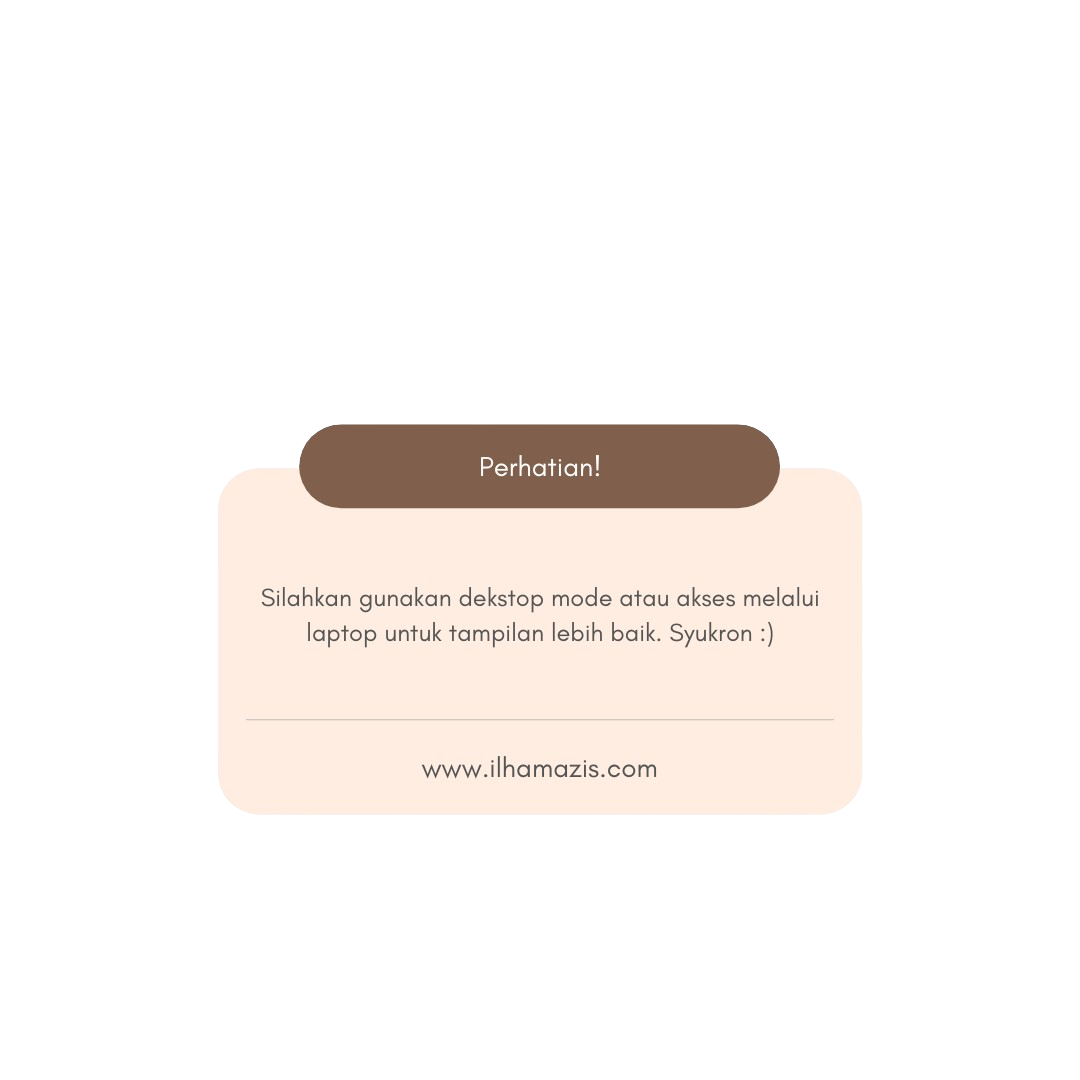 Perhatian!
Silahkan gunakan dekstop mode atau akses melalui
laptop untuk tampilan lebih baik. Syukron :)
www.ilhamazis.com